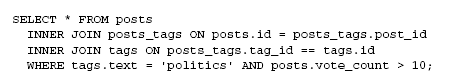 SELECT * FROM posts
INNER JOIN posts_tags ON posts.id = posts_tags.post_id
INNER JOIN tags ON posts_tags.tag_id == tags.id
WHERE tags.text = 'politics' AND posts.vote_count > 10;